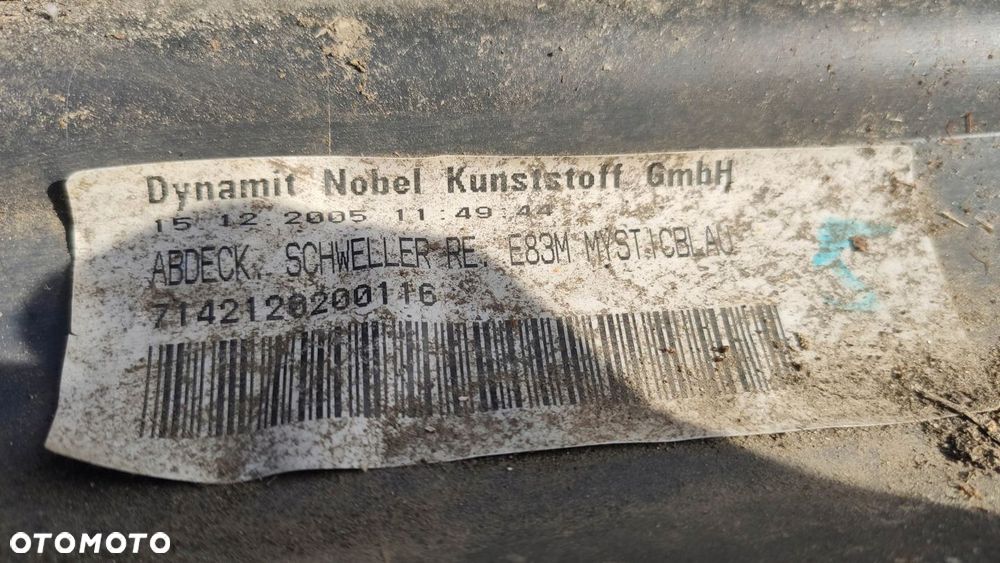 Dynamit Nobel Kunststoff GmbH
15 12 2005 11:49:44
ABDECK. SCHWELLER RE. E83M MYSTICBLAU
7142120200116
OTOMOTO